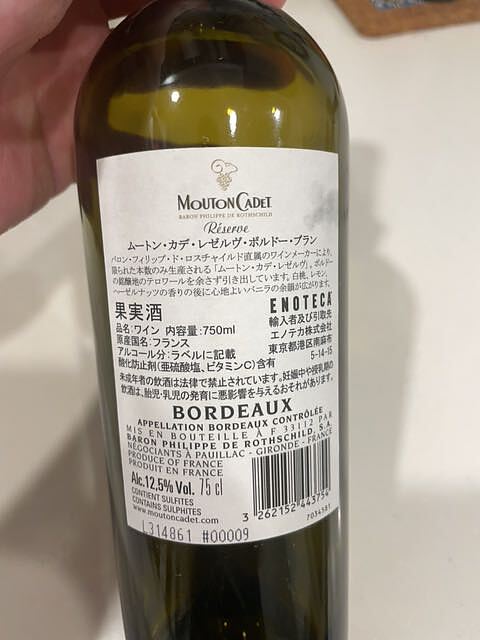 MOUTON CADET
BARON PHILIPPE DE ROTHSCHILD
Réserve
ムートン・カデ・レゼルヴ・ボルドー・ブラン
バロン・フィリップ・ド・ロスチャイルド直属のワインメーカーにより、
限られた本数のみ生産される「ムートン・カデ・レゼルヴ」。ボルドー
の銘醸地のテロワールを余さず引き出しています。白桃、レモン、
ヘーゼルナッツの香りの後に心地よいバニラの余韻が広がります。
果実酒
ENOTECA
品名:ワイン 内容量:750ml
輸入者及び引取先
原産国名:フランス
エノテカ株式会社
アルコール分:ラベルに記載
東京都港区南麻布
酸化防止剤(亜硫酸塩、ビタミンC)含有
5-14-15
未成年者の飲酒は法律で禁止されています。妊娠中や授乳期の
飲酒は、胎児・乳児の発育に悪影響を与えるおそれがあります。
BORDEAUX
APPELLATION BORDEAUX CONTRÔLÉE
MIS EN BOUTEILLE À F 33112 PAR
BARON PHILIPPE DE ROTHSCHILD, S.A.
NÉGOCIANTS À PAUILLAC - GIRONDE - FRANCE
PRODUCE OF FRANCE
PRODUIT EN FRANCE
Alc.12,5% Vol. 75 cl
CONTIENT SULFITES
CONTAINS SULPHITES
www.moutoncadet.com
3 262152 443754
7034581
L314861 #00009